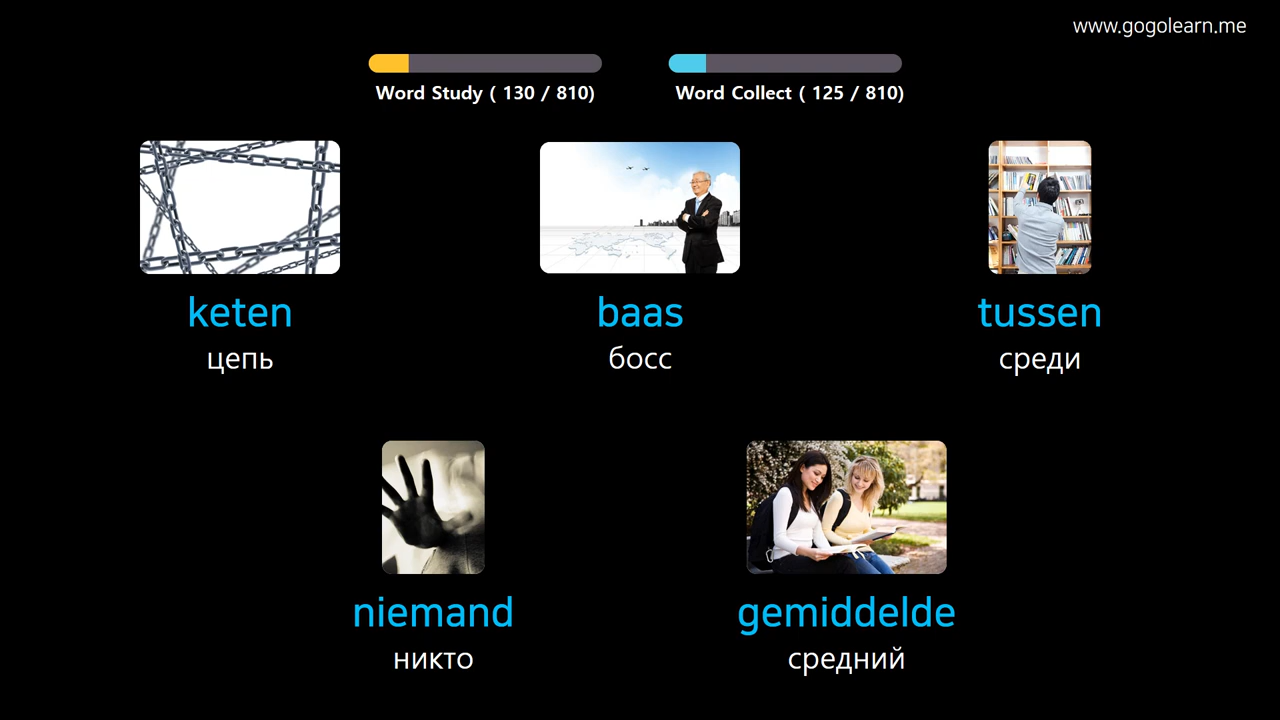 www.gogolearn.me
Word Study ( 130 / 810)
Word Collect ( 125 / 810)
keten
baas
tussen
цепь
босс
среди
niemand
gemiddelde
никто
средний